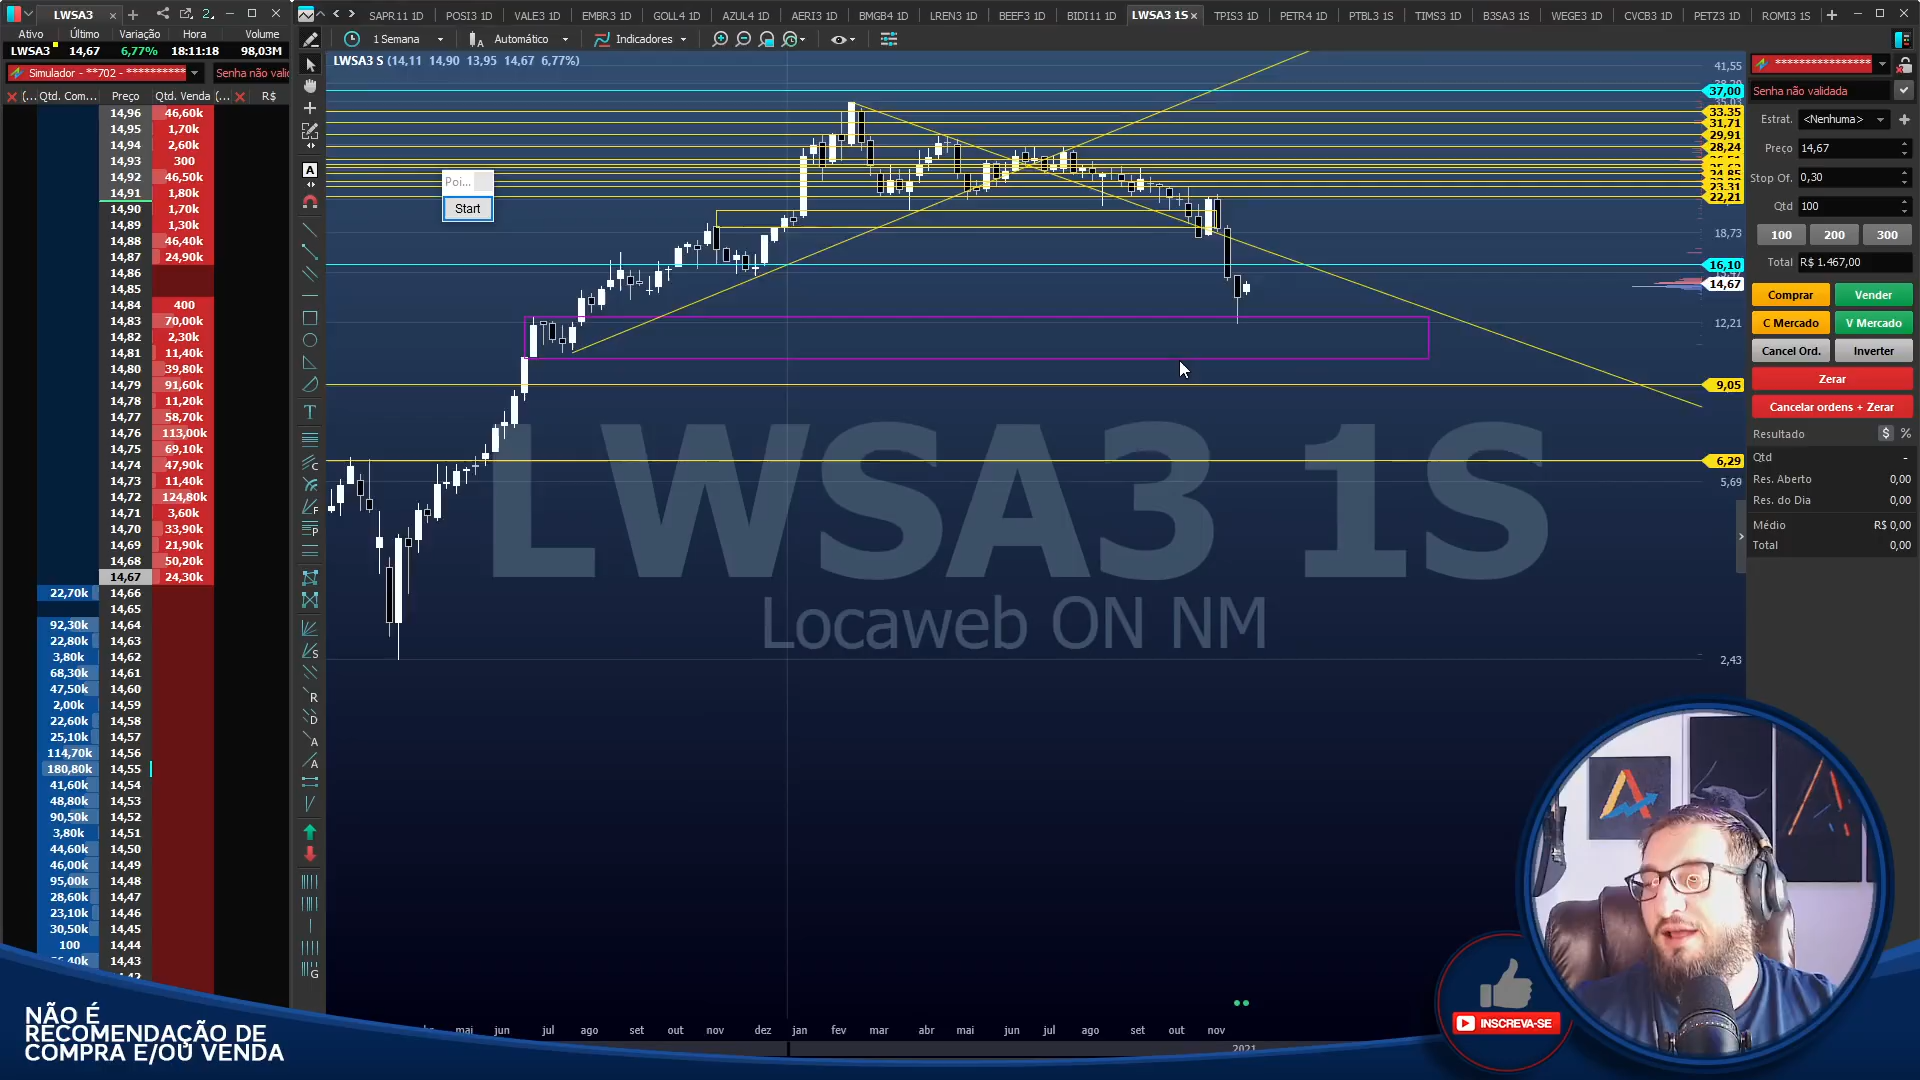 LWSA3
Ativo Último Variação Hora Volume
LWSA3 14,67 6,77% 18:11:18 98,03M
Simulador - **702 - **********
Senha não vali
(... Qtd. Com... Preço Qtd. Venda (... R$
14,96 46,60k
14,95 1,70k
14,94 2,60k
14,93 300
14,92 46,50k
14,91 1,80k
14,90 1,70k
14,89 1,30k
14,88 46,40k
14,87 24,90k
14,86
14,85
14,84 400
14,83 70,00k
14,82 2,30k
14,81 11,40k
14,80 39,80k
14,79 91,60k
14,78 11,20k
14,77 58,70k
14,76 113,00k
14,75 69,10k
14,74 47,90k
14,73 11,40k
14,72 124,80k
14,71 3,60k
14,70 33,90k
14,69 21,90k
14,68 50,20k
14,67 24,30k
22,70k 14,66
14,65
92,30k 14,64
22,80k 14,63
3,80k 14,62
68,30k 14,61
47,50k 14,60
2,00k 14,59
22,60k 14,58
25,10k 14,57
114,70k 14,56
180,80k 14,55
41,60k 14,54
48,80k 14,53
90,50k 14,52
3,80k 14,51
44,60k 14,50
46,00k 14,49
95,00k 14,48
28,60k 14,47
23,10k 14,46
30,50k 14,45
100 14,44
14,43
SAPR11 1D POSI3 1D VALE3 1D EMBR3 1D GOLL4 1D AZUL4 1D AERI3 1D BMGB4 1D LREN3 1D BEEF3 1D BIDI11 1D LWSA3 1S TPIS3 1D PETR4 1D PTBL3 1S TIMS3 1D B3SA3 1S WEGE3 1D CVCB3 1D PETZ3 1D ROMI3 1S
1 Semana Automático Indicadores
LWSA3 S (14,11 14,90 13,95 14,67 6,77%)
Poi...
Start
41,55
37,00
33,35
31,71
29,91
28,24
23,31
22,21
18,73
16,10
14,67
12,21
9,05
6,29
5,69
2,43
LWSA3 1S
Locaweb ON NM
mai jun jul ago set out nov dez jan fev mar abr mai jun jul ago set out nov
2021
****************
Senha não validada
Estrat. <Nenhuma>
Preço 14,67
Stop Of. 0,30
Qtd 100
100 200 300
Total R$ 1.467,00
Comprar Vender
C Mercado V Mercado
Cancel Ord. Inverter
Zerar
Cancelar ordens + Zerar
Resultado $ %
Qtd -
Res. Aberto 0,00
Res. do Dia 0,00
Médio R$ 0,00
Total 0,00
NÃO É
RECOMENDAÇÃO DE
COMPRA E/OU VENDA
INSCREVA-SE